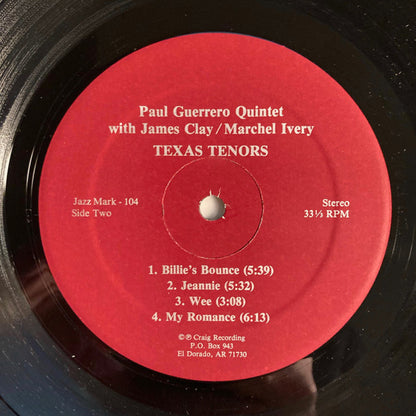 Paul Guerrero Quintet
with James Clay/Marchel Ivery
TEXAS TENORS
Jazz Mark - 104
Side Two
Stereo
33⅓ RPM
1. Billie's Bounce (5:39)
2. Jeannie (5:32)
3. Wee (3:08)
4. My Romance (6:13)
©℗ Craig Recording
P.O. Box 943
El Dorado, AR 71730